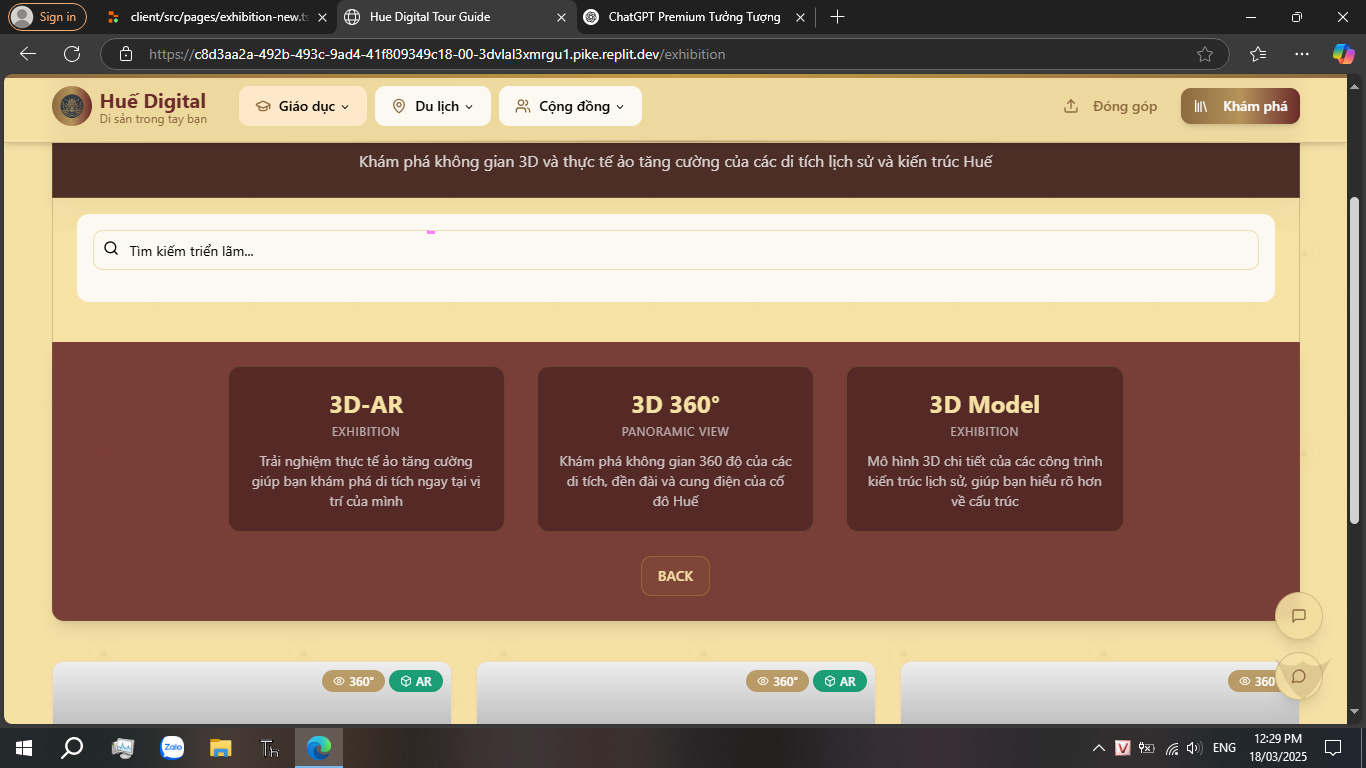 Sign in
client/src/pages/exhibition-new.ts
Hue Digital Tour Guide
ChatGPT Premium Tưởng Tượng
https://c8d3aa2a-492b-493c-9ad4-41f809349c18-00-3dvlal3xmrgu1.pike.replit.dev/exhibition
Huế Digital
Di sản trong tay bạn
Giáo dục
Du lịch
Cộng đồng
Đóng góp
Khám phá
Khám phá không gian 3D và thực tế ảo tăng cường của các di tích lịch sử và kiến trúc Huế
Tìm kiếm triển lãm...
3D-AR
EXHIBITION
Trải nghiệm thực tế ảo tăng cường
giúp bạn khám phá di tích ngay tại vị
trí của mình
3D 360°
PANORAMIC VIEW
Khám phá không gian 360 độ của các
di tích, đền đài và cung điện của cố
đô Huế
3D Model
EXHIBITION
Mô hình 3D chi tiết của các công trình
kiến trúc lịch sử, giúp bạn hiểu rõ hơn
về cấu trúc
BACK
360°
AR
360°
AR
360
Zalo
Th
V
ENG
12:29 PM
18/03/2025